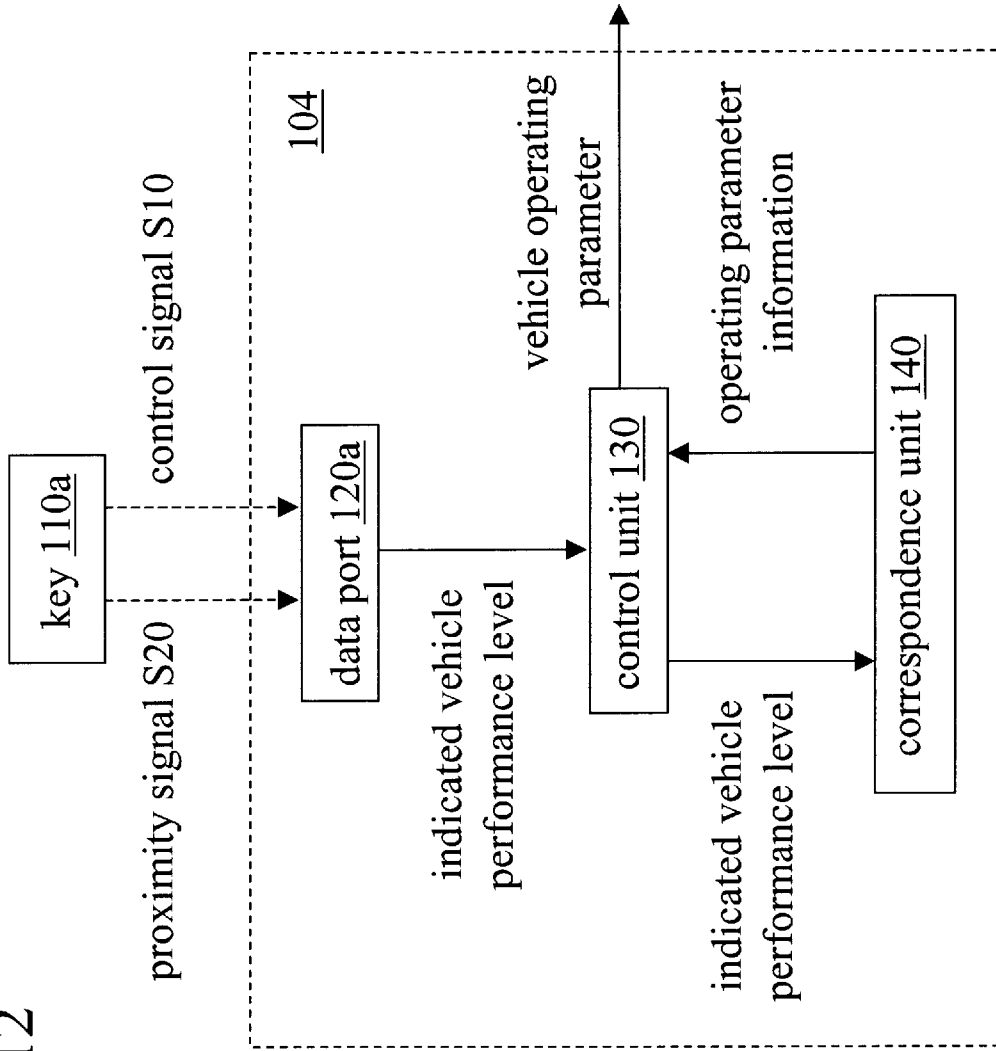 12
key 110a
proximity signal S20
control signal S10
104
data port 120a
indicated vehicle
performance level
vehicle operating
parameter
control unit 130
indicated vehicle
performance level
operating parameter
information
correspondence unit 140